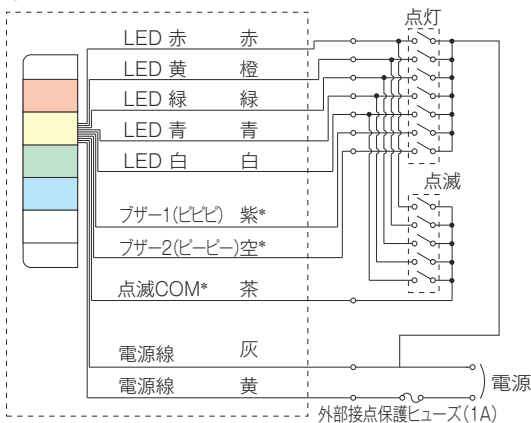 点灯
LED 赤 赤
LED 黄 橙
LED 緑 緑
LED 青 青
LED 白 白
点滅
ブザー1(ピピピ) 紫*
ブザー2(ピーピー) 空*
点滅COM* 茶
電源線 灰
電源線 黄
電源
外部接点保護ヒューズ(1A)